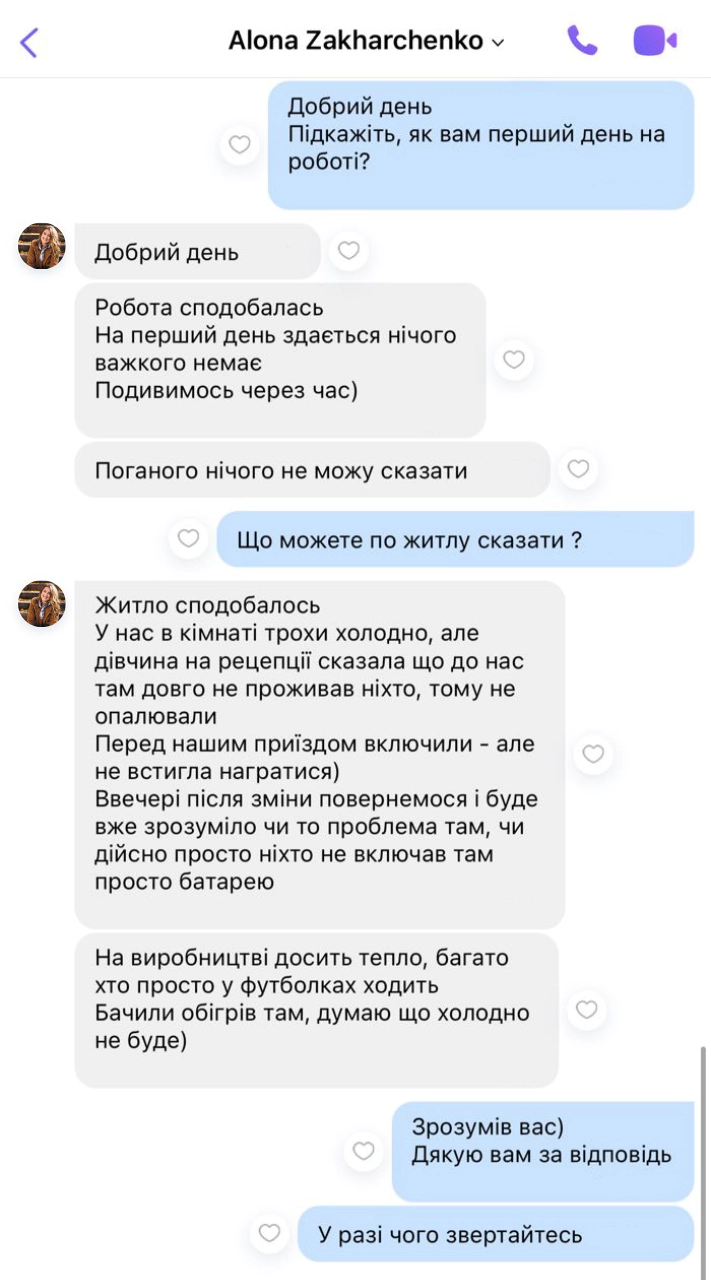 Alona Zakharchenko
Добрий день
Підкажіть, як вам перший день на
роботі?
Добрий день
Робота сподобалась
На перший день здається нічого
важкого немає
Подивимось через час)
Поганого нічого не можу сказати
Що можете по житлу сказати ?
Житло сподобалось
У нас в кімнаті трохи холодно, але
дівчина на рецепції сказала що до нас
там довго не проживав ніхто, тому не
опалювали
Перед нашим приїздом включили - але
не встигла награтися)
Ввечері після зміни повернемося і буде
вже зрозуміло чи то проблема там, чи
дійсно просто ніхто не включав там
просто батарею
На виробництві досить тепло, багато
хто просто у футболках ходить
Бачили обігрів там, думаю що холодно
не буде)
Зрозумів вас)
Дякую вам за відповідь
У разі чого звертайтесь